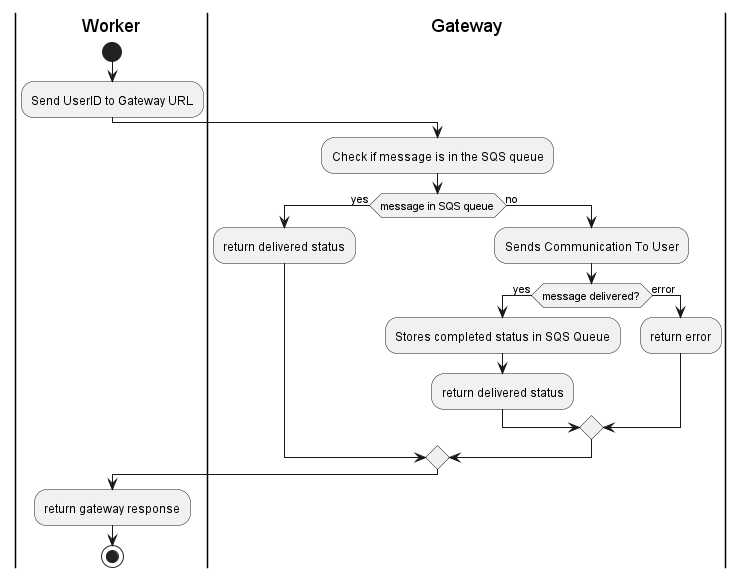 Worker
Gateway
Send UserID to Gateway URL
Check if message is in the SQS queue
yes
message in SQS queue
no
return delivered status
Sends Communication To User
yes
message delivered?
error
Stores completed status in SQS Queue
return error
return delivered status
return gateway response